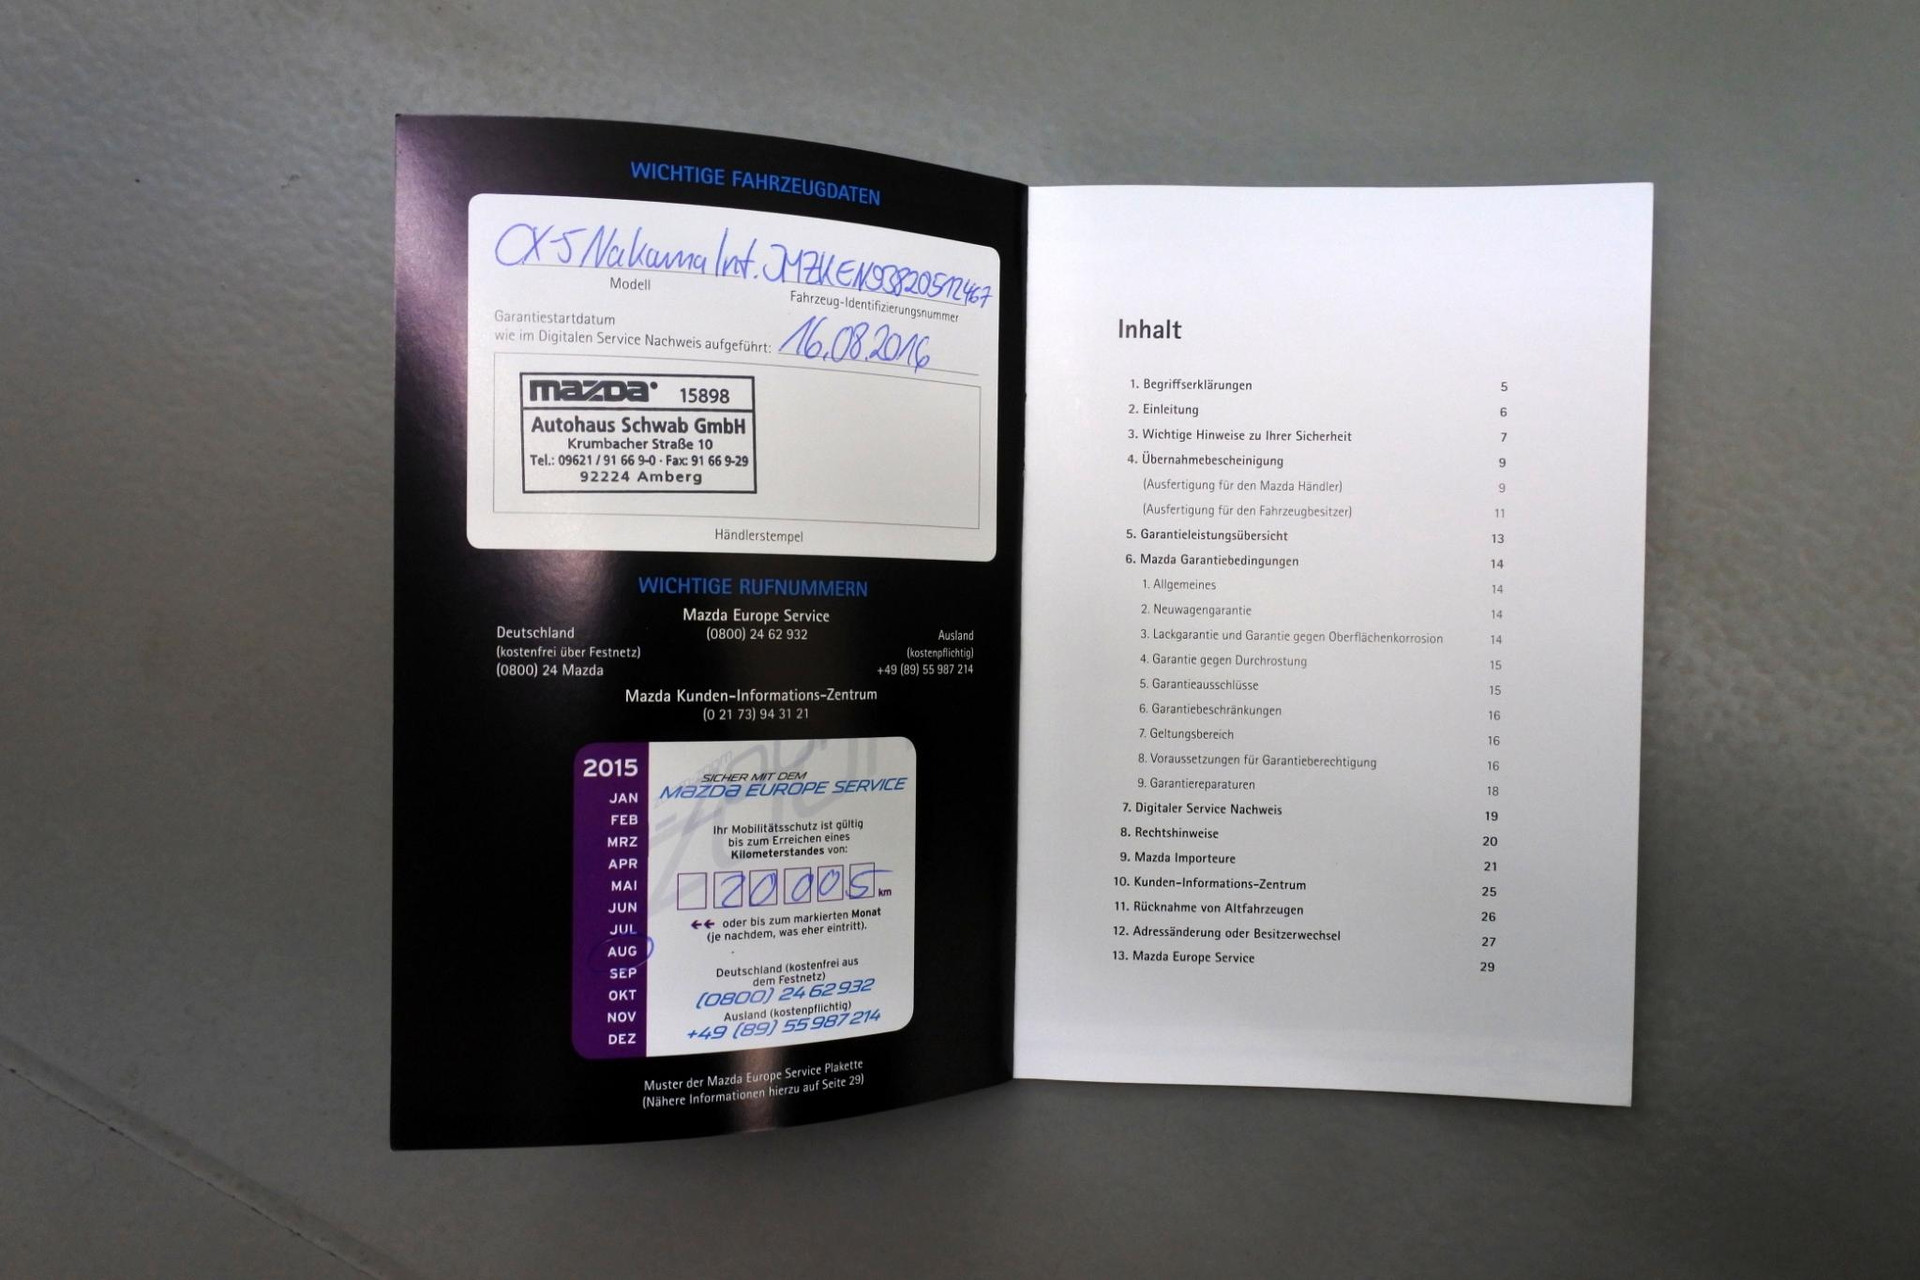 WICHTIGE FAHRZEUGDATEN
CX-5 Nakama Int. JMZKEN93820512467
Modell
Fahrzeug-Identifizierungsnummer
Garantiestartdatum
wie im Digitalen Service Nachweis aufgeführt: 16.08.2016
mazda 15898
Autohaus Schwab GmbH
Krumbacher Straße 10
Tel.: 09621 / 91 66 9-0 · Fax: 91 66 9-29
92224 Amberg
Händlerstempel
WICHTIGE RUFNUMMERN
Mazda Europe Service
(0800) 24 62 932
Deutschland
(kostenfrei über Festnetz)
(0800) 24 Mazda
Ausland
(kostenpflichtig)
+49 (89) 55 987 214
Mazda Kunden-Informations-Zentrum
(0 21 73) 94 31 21
2015
JAN
FEB
MRZ
APR
MAI
JUN
JUL
AUG
SEP
OKT
NOV
DEZ
SICHER MIT DEM
mazda EUROPE SERVICE
Ihr Mobilitätsschutz ist gültig
bis zum Erreichen eines
Kilometerstandes von:
20005 km
←← oder bis zum markierten Monat
(je nachdem, was eher eintritt).
Deutschland (kostenfrei aus
dem Festnetz)
(0800) 24 62 932
Ausland (kostenpflichtig)
+49 (89) 55 987 214
Muster der Mazda Europe Service Plakette
(Nähere Informationen hierzu auf Seite 29)
Inhalt
1. Begriffserklärungen 5
2. Einleitung 6
3. Wichtige Hinweise zu Ihrer Sicherheit 7
4. Übernahmebescheinigung 9
(Ausfertigung für den Mazda Händler) 9
(Ausfertigung für den Fahrzeugbesitzer) 11
5. Garantieleistungsübersicht 13
6. Mazda Garantiebedingungen 14
1. Allgemeines 14
2. Neuwagengarantie 14
3. Lackgarantie und Garantie gegen Oberflächenkorrosion 14
4. Garantie gegen Durchrostung 15
5. Garantieausschlüsse 15
6. Garantiebeschränkungen 16
7. Geltungsbereich 16
8. Voraussetzungen für Garantieberechtigung 16
9. Garantiereparaturen 18
7. Digitaler Service Nachweis 19
8. Rechtshinweise 20
9. Mazda Importeure 21
10. Kunden-Informations-Zentrum 25
11. Rücknahme von Altfahrzeugen 26
12. Adressänderung oder Besitzerwechsel 27
13. Mazda Europe Service 29